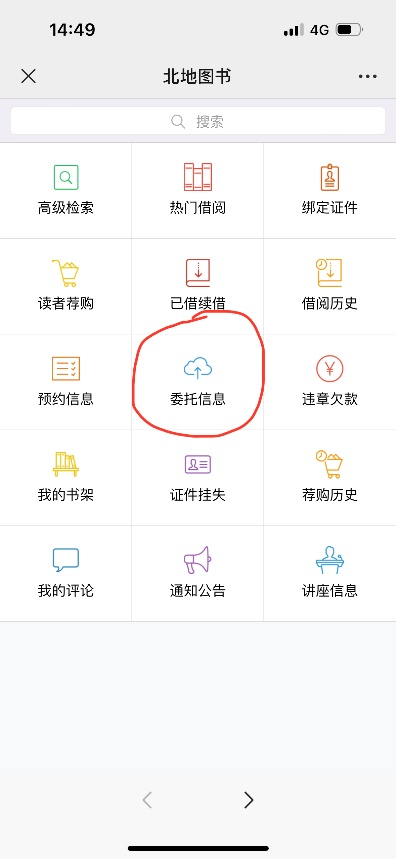 14:49
4G
北地图书
搜索
高级检索
热门借阅
绑定证件
读者荐购
已借续借
借阅历史
预约信息
委托信息
违章欠款
我的书架
证件挂失
荐购历史
我的评论
通知公告
讲座信息